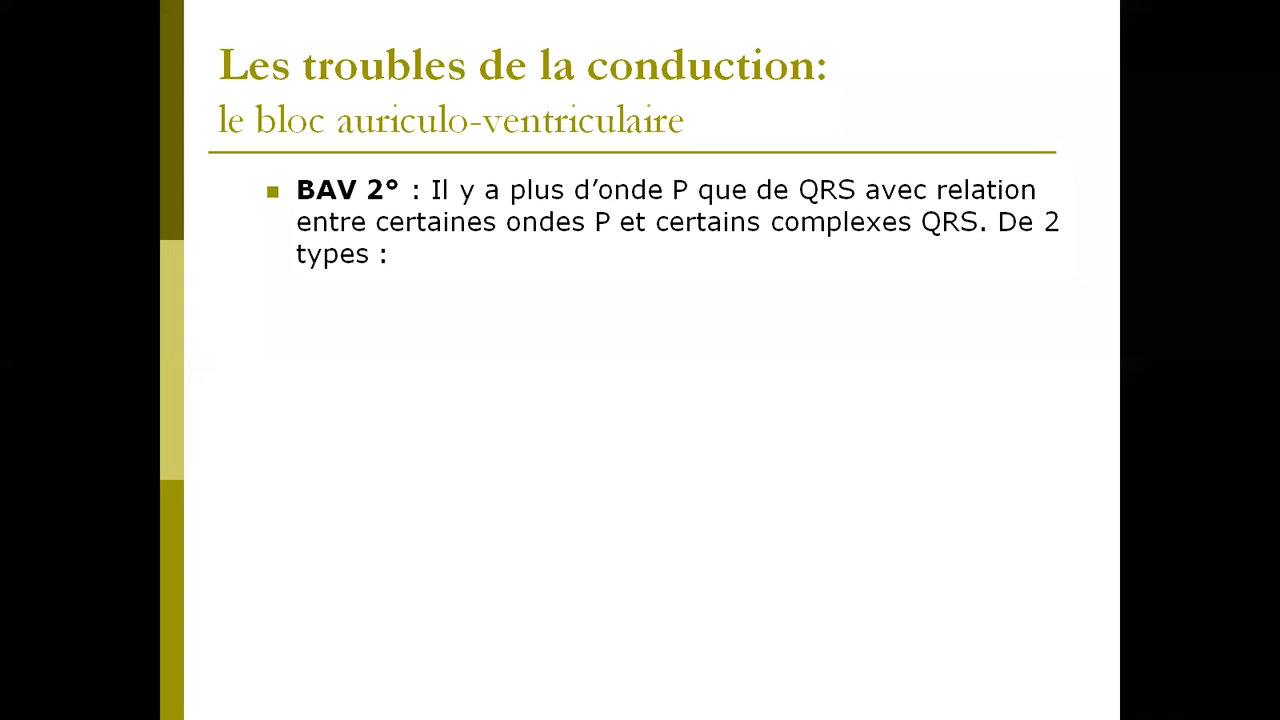 Les troubles de la conduction:
le bloc auriculo-ventriculaire
BAV 2° : Il y a plus d’onde P que de QRS avec relation
entre certaines ondes P et certains complexes QRS. De 2
types :